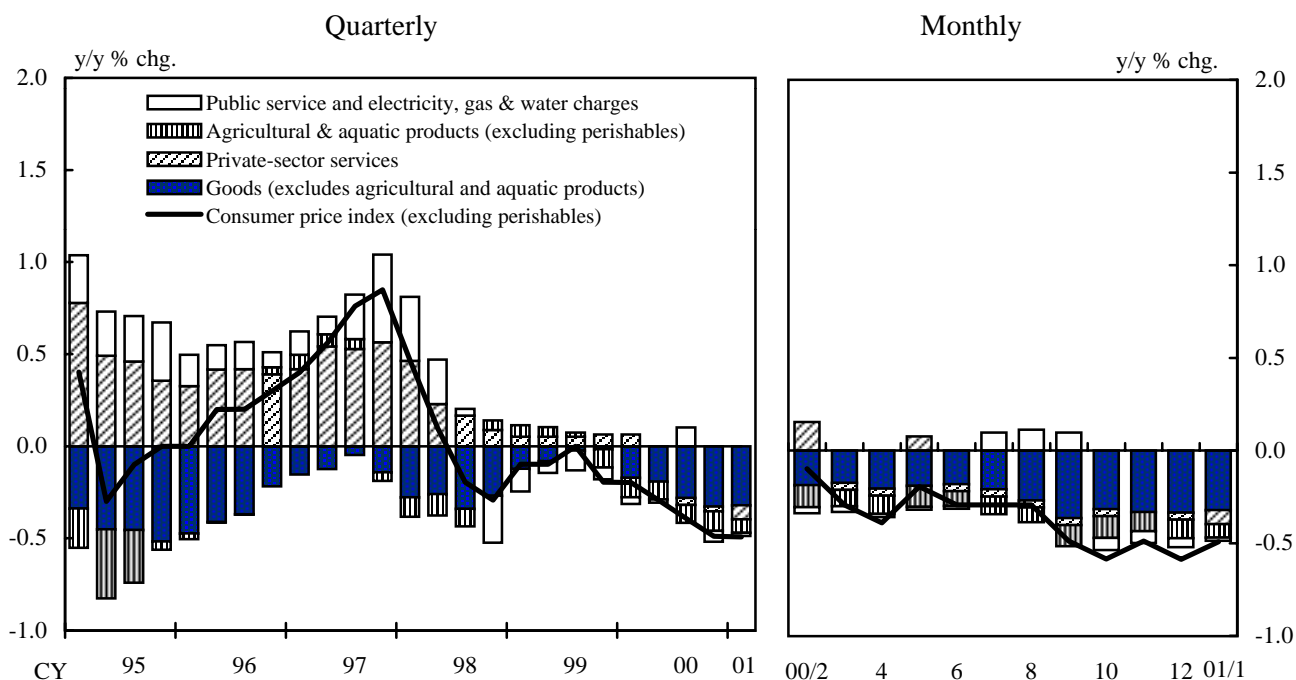 Quarterly
Monthly
y/y % chg.
y/y % chg.
2.0
1.5
1.0
0.5
0.0
-0.5
-1.0
Public service and electricity, gas & water charges
Agricultural & aquatic products (excluding perishables)
Private-sector services
Goods (excludes agricultural and aquatic products)
Consumer price index (excluding perishables)
2.0
1.5
1.0
0.5
0.0
-0.5
-1.0
CY 95 96 97 98 99 00 01
00/2 4 6 8 10 12 01/1